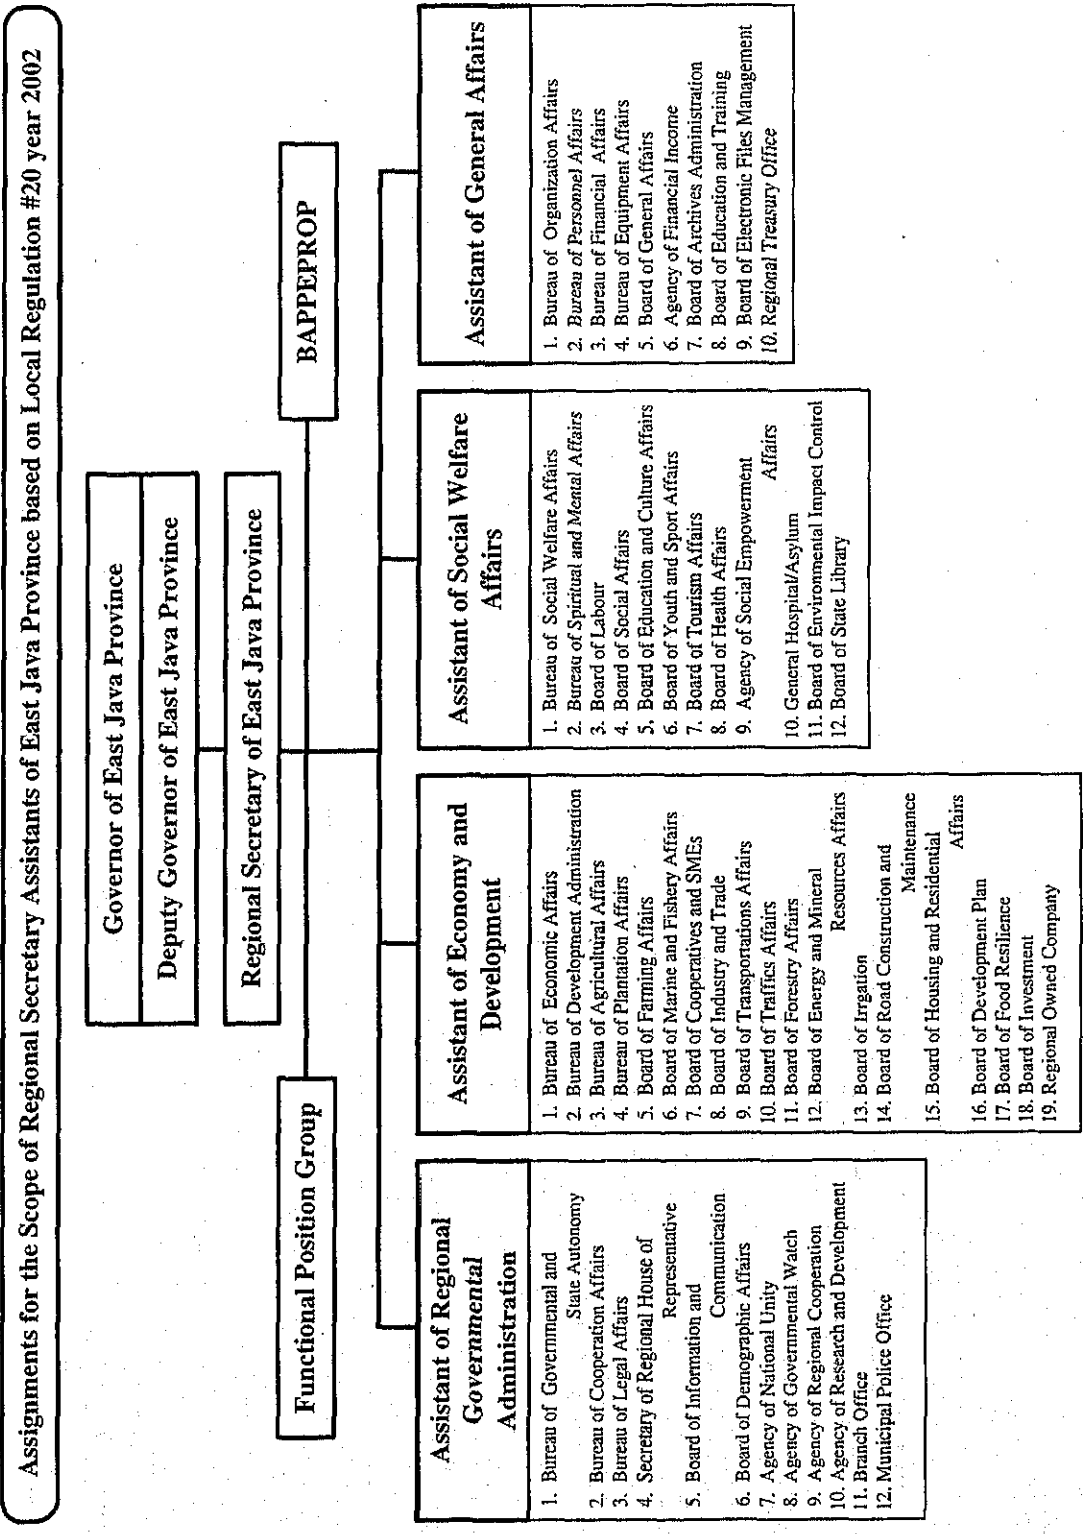 Assignments for the Scope of Regional Secretary Assistants of East Java Province based on Local Regulation #20 year 2002
Governor of East Java Province
Deputy Governor of East Java Province
Regional Secretary of East Java Province
Functional Position Group
BAPPEPROP
Assistant of Regional
Governmental
Administration
1. Bureau of Governmental and
State Autonomy
2. Bureau of Cooperation Affairs
3. Bureau of Legal Affairs
4. Secretary of Regional House of
Representative
5. Board of Information and
Communication
6. Board of Demographic Affairs
7. Agency of National Unity
8. Agency of Governmental Watch
9. Agency of Regional Cooperation
10. Agency of Research and Development
11. Branch Office
12. Municipal Police Office
Assistant of Economy and
Development
1. Bureau of Economic Affairs
2. Bureau of Development Administration
3. Bureau of Agricultural Affairs
4. Bureau of Plantation Affairs
5. Board of Farming Affairs
6. Board of Marine and Fishery Affairs
7. Board of Cooperatives and SMEs
8. Board of Industry and Trade
9. Board of Transportations Affairs
10. Board of Traffics Affairs
11. Board of Forestry Affairs
12. Board of Energy and Mineral
Resources Affairs
13. Board of Irrgation
14. Board of Road Construction and
Maintenance
15. Board of Housing and Residential
Affairs
16. Board of Development Plan
17. Board of Food Resilience
18. Board of Investment
19. Regional Owned Company
Assistant of Social Welfare
Affairs
1. Bureau of Social Welfare Affairs
2. Bureau of Spiritual and Mental Affairs
3. Board of Labour
4. Board of Social Affairs
5. Board of Education and Culture Affairs
6. Board of Youth and Sport Affairs
7. Board of Tourism Affairs
8. Board of Health Affairs
9. Agency of Social Empowerment
Affairs
10. General Hospital/Asylum
11. Board of Environmental Impact Control
12. Board of State Library
Assistant of General Affairs
1. Bureau of Organization Affairs
2. Bureau of Personnel Affairs
3. Bureau of Financial Affairs
4. Bureau of Equipment Affairs
5. Board of General Affairs
6. Agency of Financial Income
7. Board of Archives Administration
8. Board of Education and Training
9. Board of Electronic Files Management
10. Regional Treasury Office